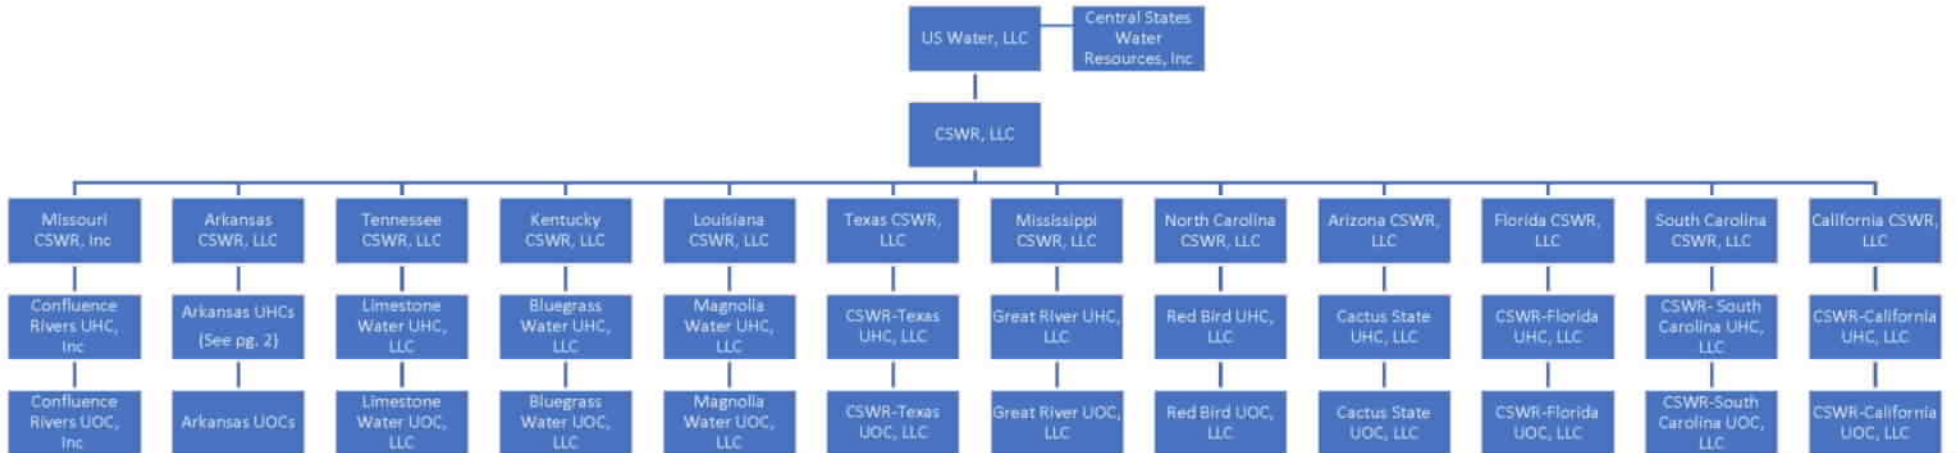 US Water, LLC
Central States
Water
Resources, Inc
CSWR, LLC
Missouri
CSWR, Inc
Arkansas
CSWR, LLC
Tennessee
CSWR, LLC
Kentucky
CSWR, LLC
Louisiana
CSWR, LLC
Texas CSWR,
LLC
Mississippi
CSWR, LLC
North Carolina
CSWR, LLC
Arizona CSWR,
LLC
Florida CSWR,
LLC
South Carolina
CSWR, LLC
California CSWR,
LLC
Confluence
Rivers UHC,
Inc
Arkansas UHCs
(See pg. 2)
Limestone
Water UHC,
LLC
Bluegrass
Water UHC,
LLC
Magnolia
Water UHC,
LLC
CSWR-Texas
UHC, LLC
Great River UHC,
LLC
Red Bird UHC,
LLC
Cactus State
UHC, LLC
CSWR-Florida
UHC, LLC
CSWR- South
Carolina UHC,
LLC
CSWR-California
UHC, LLC
Confluence
Rivers UOC,
Inc
Arkansas UOCs
Limestone
Water UOC,
LLC
Bluegrass
Water UOC,
LLC
Magnolia
Water UOC,
LLC
CSWR-Texas
UOC, LLC
Great River UOC,
LLC
Red Bird UOC,
LLC
Cactus State
UOC, LLC
CSWR-Florida
UOC, LLC
CSWR-South
Carolina UOC,
LLC
CSWR-California
UOC, LLC